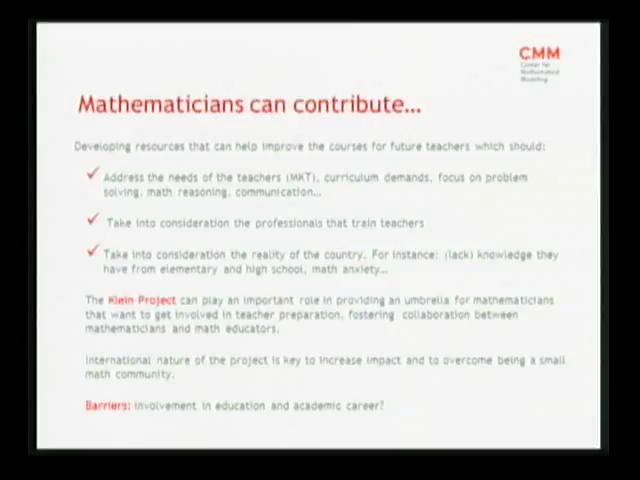 CMM
Center for
Mathematical
Modeling
Mathematicians can contribute...
Developing resources that can help improve the courses for future teachers which should:
✓ Address the needs of the teachers (MKT), curriculum demands, focus on problem
solving, math reasoning, communication...
✓ Take into consideration the professionals that train teachers
✓ Take into consideration the reality of the country. For instance: (lack) knowledge they
have from elementary and high school, math anxiety...
The Klein Project can play an important role in providing an umbrella for mathematicians
that want to get involved in teacher preparation, fostering collaboration between
mathematicians and math educators.
International nature of the project is key to increase impact and to overcome being a small
math community.
Barriers: involvement in education and academic career?